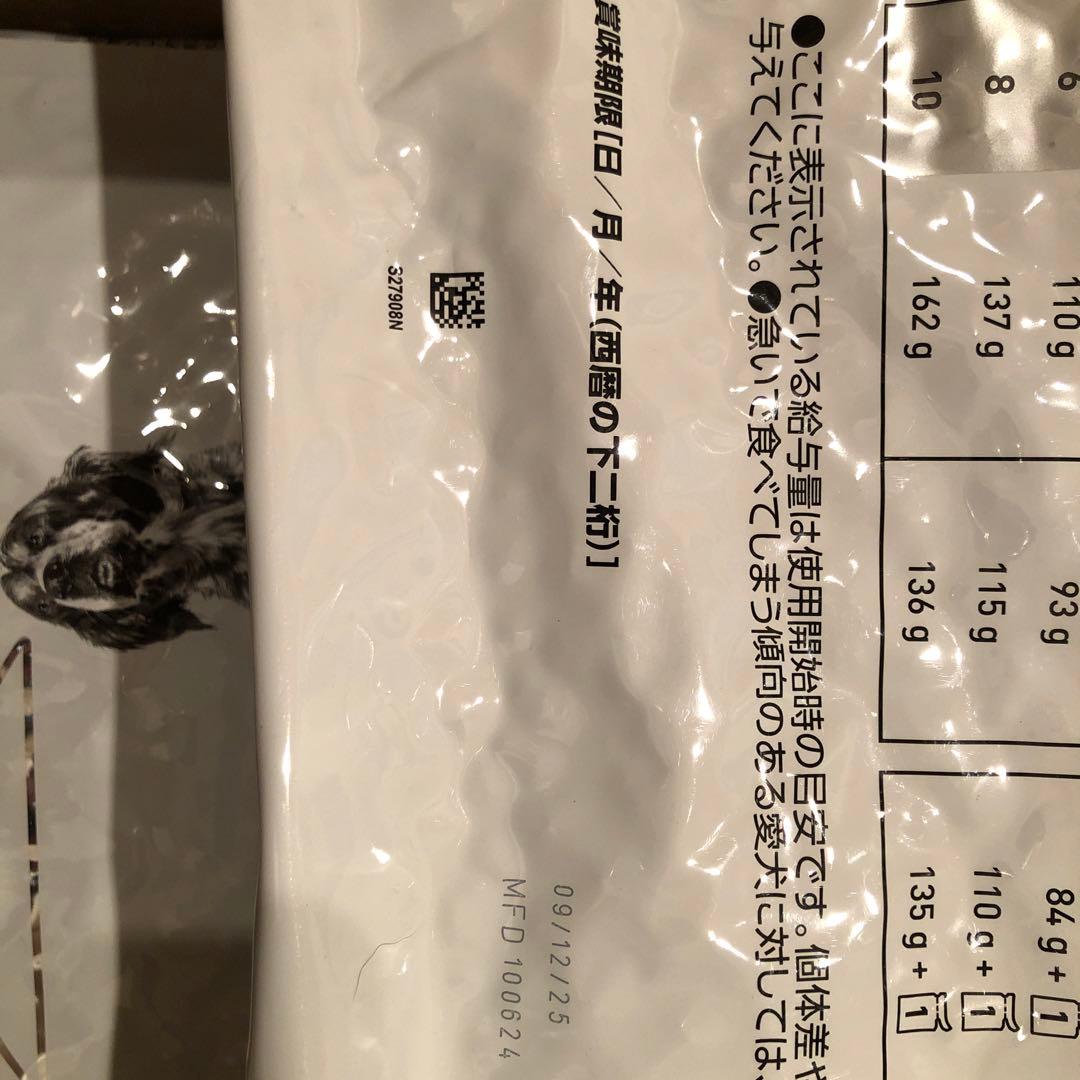 6 110 g 93 g 84 g + 1
8 137 g 115 g 110 g + 1
10 162 g 136 g 135 g + 1
●ここに表示されている給与量は使用開始時の目安です。個体差や
与えてください。●急いで食べてしまう傾向のある愛犬に対しては、
賞味期限[日/月/年(西暦の下二桁)]
09/12/25
MFD 100624
327908N